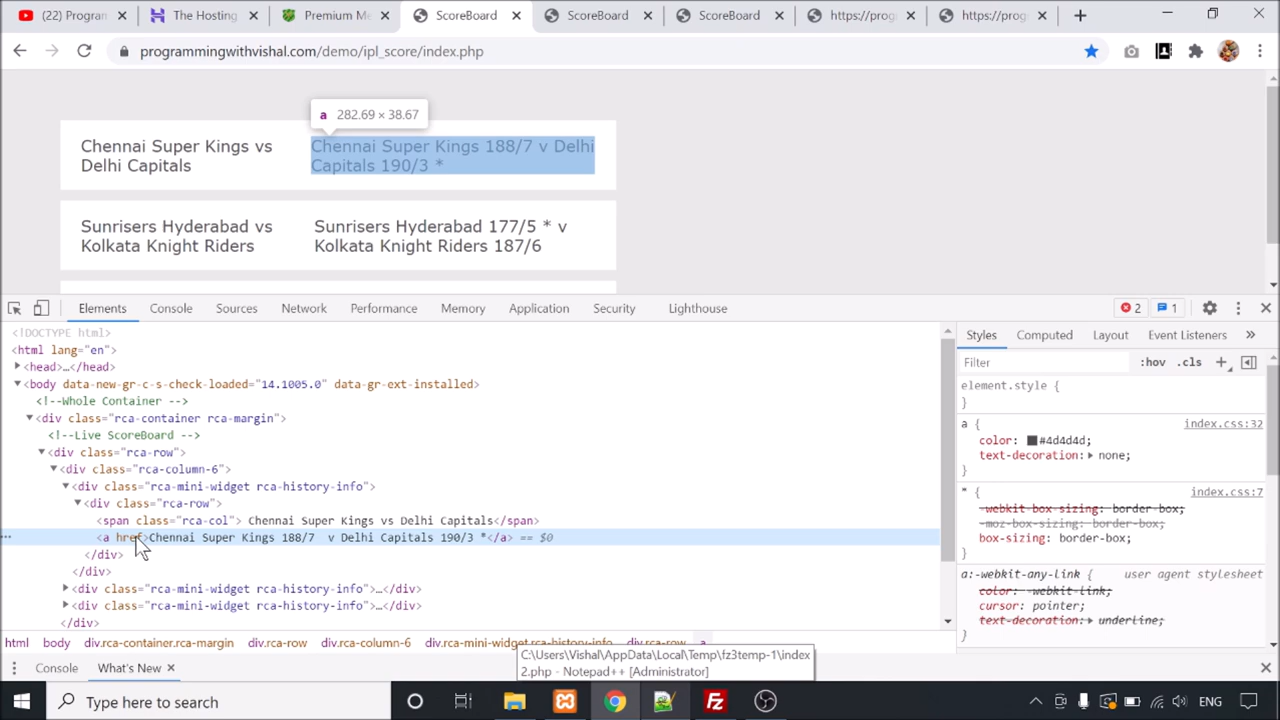 (22) Program
The Hosting
Premium Me
ScoreBoard
ScoreBoard
ScoreBoard
https://prog
https://prog
programmingwithvishal.com/demo/ipl_score/index.php
a 282.69 × 38.67
Chennai Super Kings vs
Delhi Capitals
Chennai Super Kings 188/7 v Delhi
Capitals 190/3 *
Sunrisers Hyderabad vs
Kolkata Knight Riders
Sunrisers Hyderabad 177/5 * v
Kolkata Knight Riders 187/6
Elements Console Sources Network Performance Memory Application Security Lighthouse 2 1
<!DOCTYPE html>
<html lang="en">
<head>…</head>
<body data-new-gr-c-s-check-loaded="14.1005.0" data-gr-ext-installed>
<!--Whole Container -->
<div class="rca-container rca-margin">
<!--Live ScoreBoard -->
<div class="rca-row">
<div class="rca-column-6">
<div class="rca-mini-widget rca-history-info">
<div class="rca-row">
<span class="rca-col"> Chennai Super Kings vs Delhi Capitals</span>
<a href>Chennai Super Kings 188/7  v Delhi Capitals 190/3 *</a> == $0
</div>
</div>
<div class="rca-mini-widget rca-history-info">…</div>
<div class="rca-mini-widget rca-history-info">…</div>
</div>
Styles Computed Layout Event Listeners
Filter :hov .cls
element.style {
}
a { index.css:32
color: #4d4d4d;
text-decoration: none;
}
* { index.css:7
-webkit-box-sizing: border-box;
-moz-box-sizing: border-box;
box-sizing: border-box;
}
a:-webkit-any-link { user agent stylesheet
color: -webkit-link;
cursor: pointer;
text-decoration: underline;
}
html body div.rca-container.rca-margin div.rca-row div.rca-column-6 div.rca-mini-widget.rca-history-info div.rca-row a
C:\Users\Vishal\AppData\Local\Temp\fz3temp-1\index
2.php - Notepad++ [Administrator]
Console What's New
Type here to search
ENG